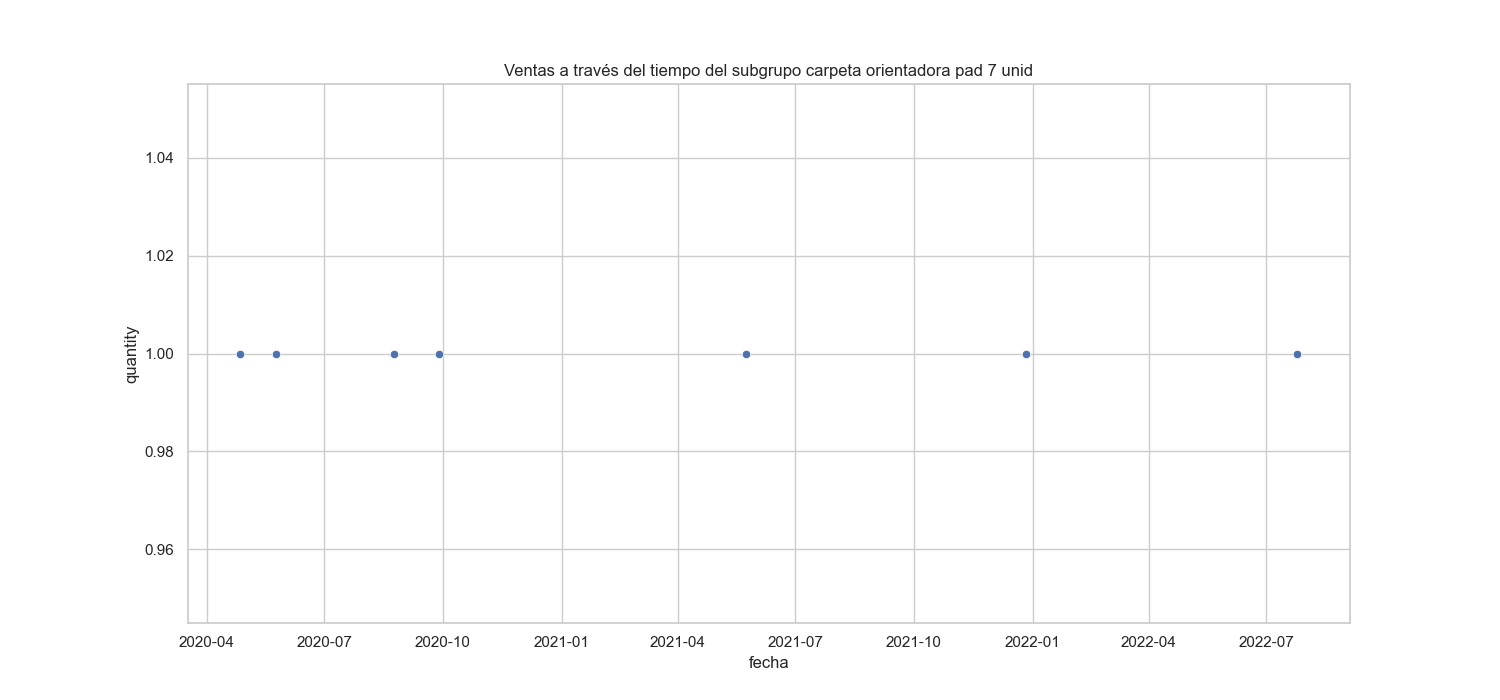 Ventas a través del tiempo del subgrupo carpeta orientadora pad 7 unid
1.04
1.02
1.00
0.98
0.96
quantity
2020-04 2020-07 2020-10 2021-01 2021-04 2021-07 2021-10 2022-01 2022-04 2022-07
fecha